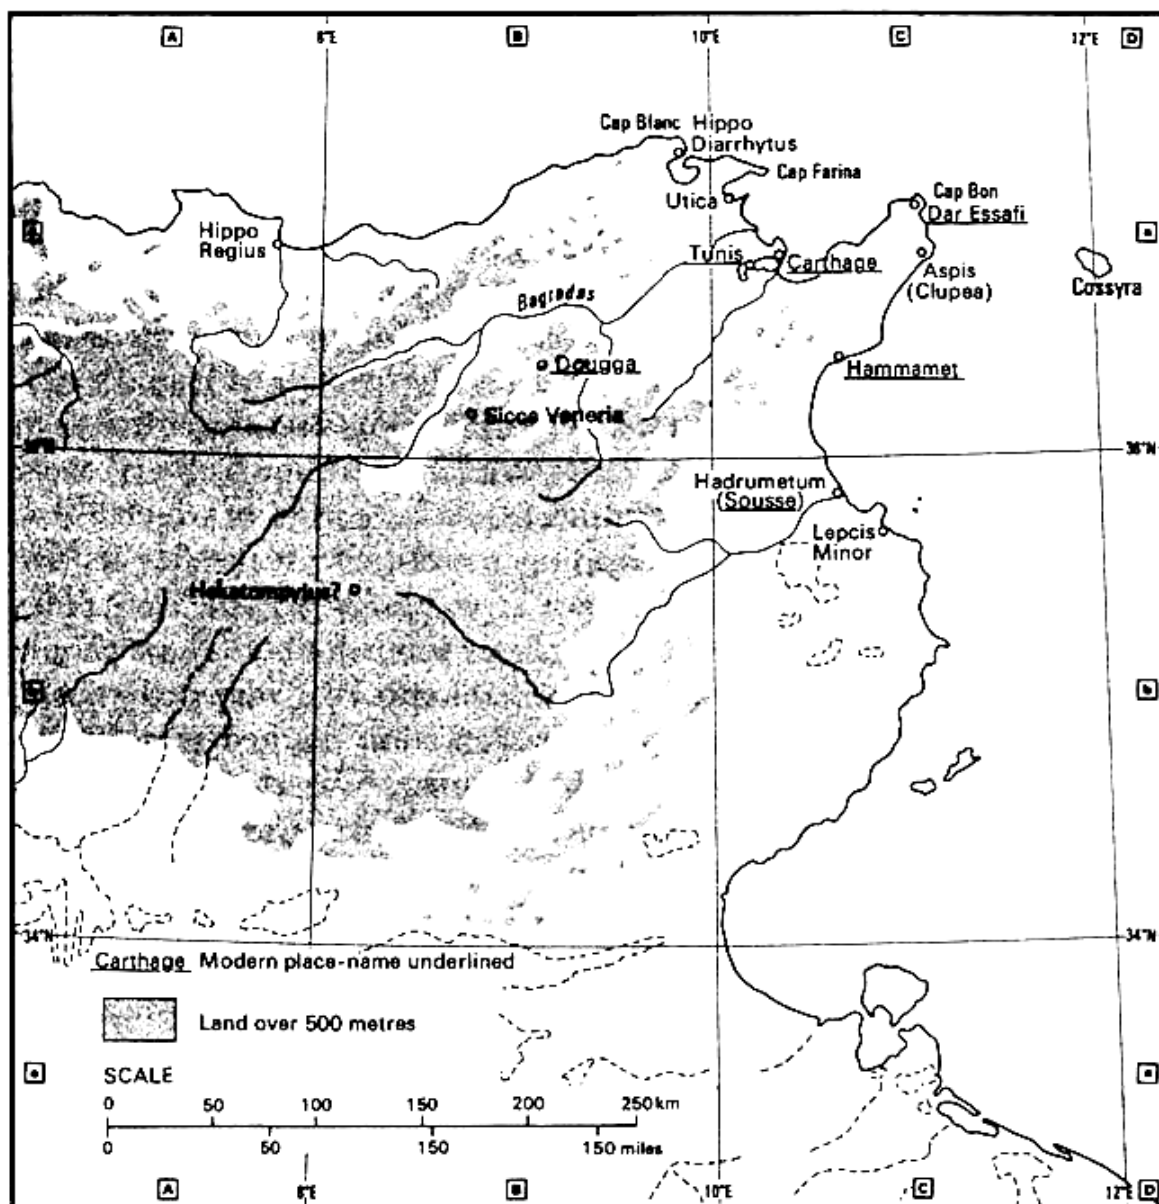 A 8°E B 10°E C 12°E D
Cap Blanc Hippo
Diarrhytus
Cap Farina
Utica
Cap Bon
Dar Essafi
Hippo
Regius
Tunis
Carthage
Aspis
(Clupea)
Cossyra
Bagradas
Dougga
Hammamet
Sicca Veneria
36°N
Hadrumetum
(Sousse)
Lepcis
Minor
Hekatompylus?
b
34°N 34°N
Carthage Modern place-name underlined
Land over 500 metres
SCALE
0 50 100 150 200 250 km
0 50 150 150 miles
A 8°E B 10°E C 12°E D